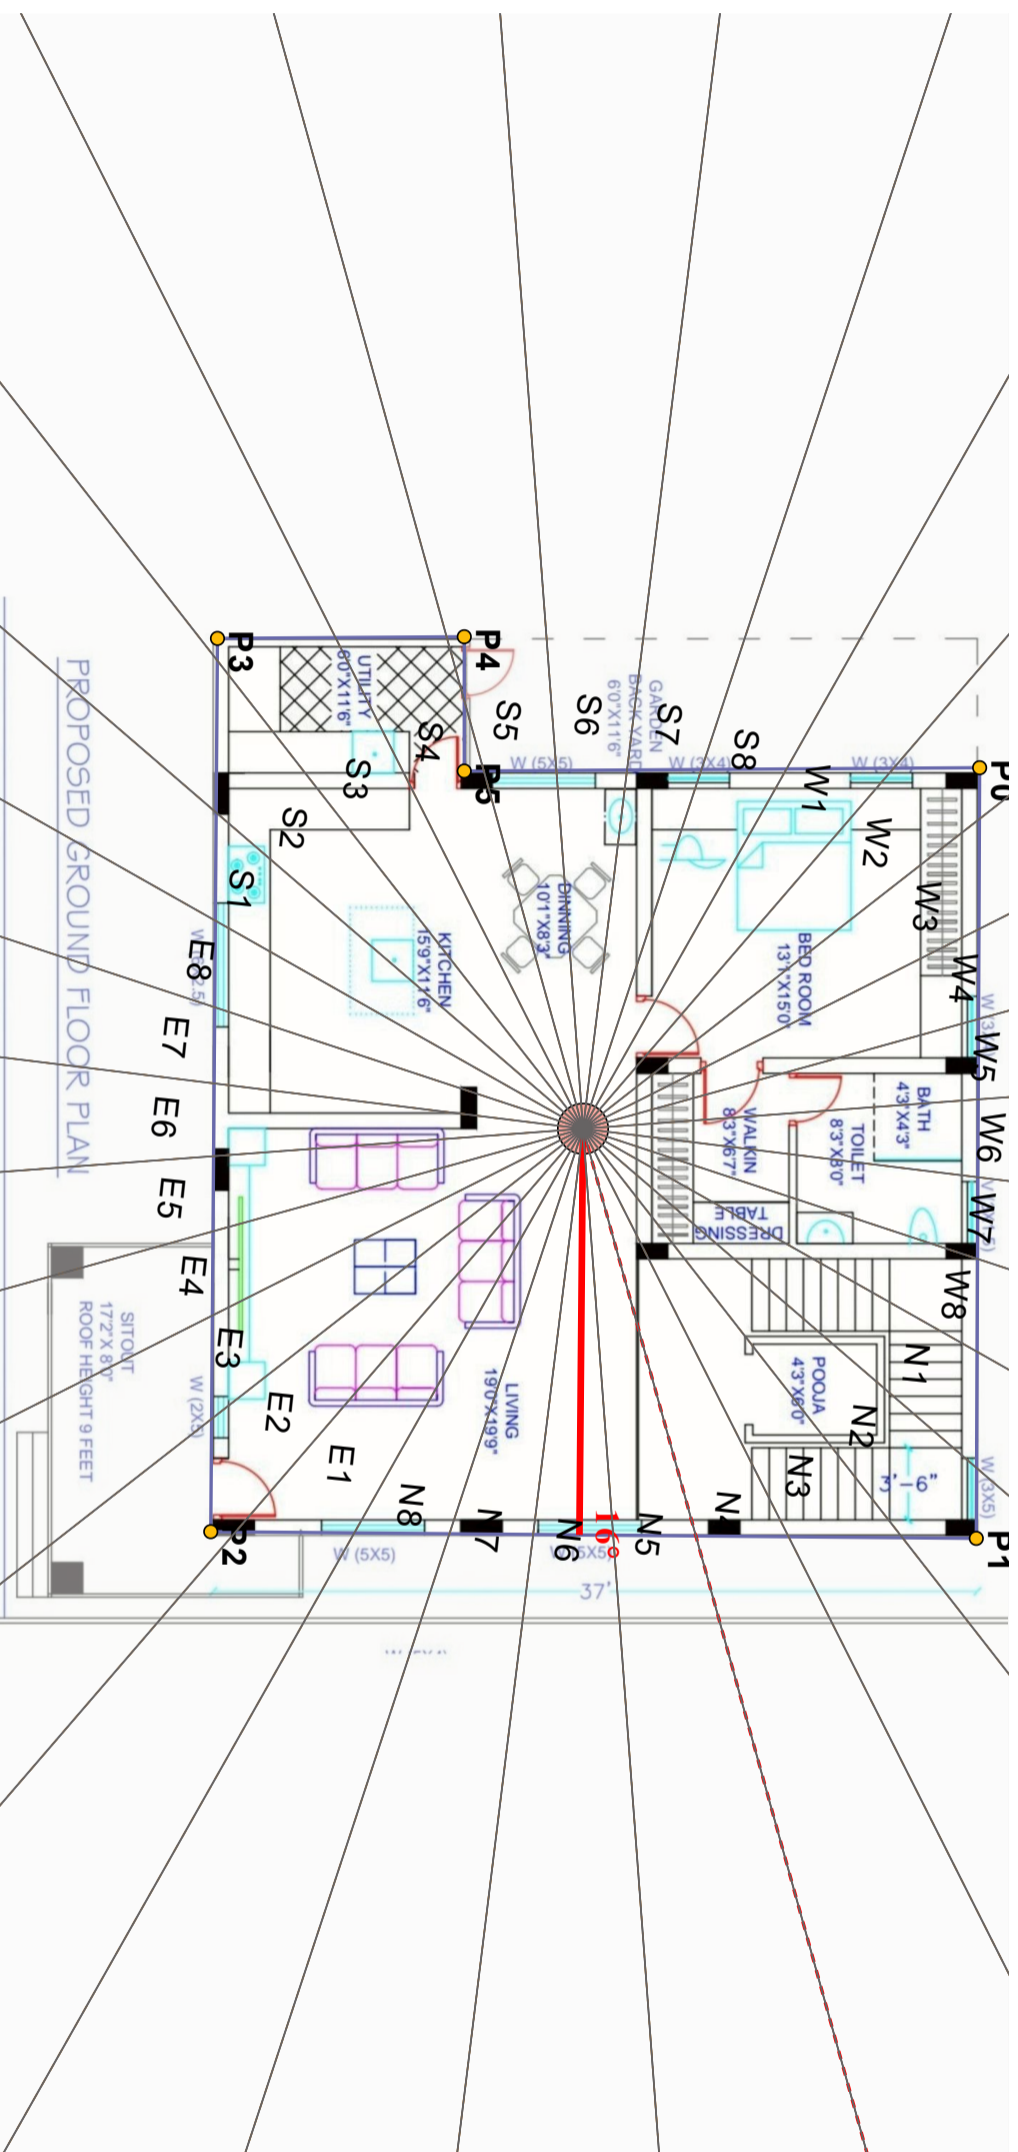 P3
P4
UTILITY
6'0"X11'6"
S4
S5
S6
GARDEN
BACK YARD
6'0"X11'6"
S7
S8
W (5X5)
W (3X4)
W (3X4)
P0
P5
S3
S2
S1
W1
W2
W3
DINNING
10'1"X8'3"
KITCHEN
15'9"X11'6"
BED ROOM
13'1"X15'0"
W4
W5
W6
W7
W8
E8
E7
E6
E5
E4
E3
E2
E1
PROPOSED GROUND FLOOR PLAN
BATH
4'3"X4'3"
TOILET
8'3"X8'0"
WALKIN
8'3"X6'7"
DRESSING
TABLE
SITOUT
17'2"X 8'0"
ROOF HEIGHT 9 FEET
W (2X5)
LIVING
19'0"X19'9"
POOJA
4'3"X6'0"
N1
N2
N3
3'-6"
W (3X5)
N8
N7
N6
N5
N4
16°
P2
P1
W (5X5)
37'